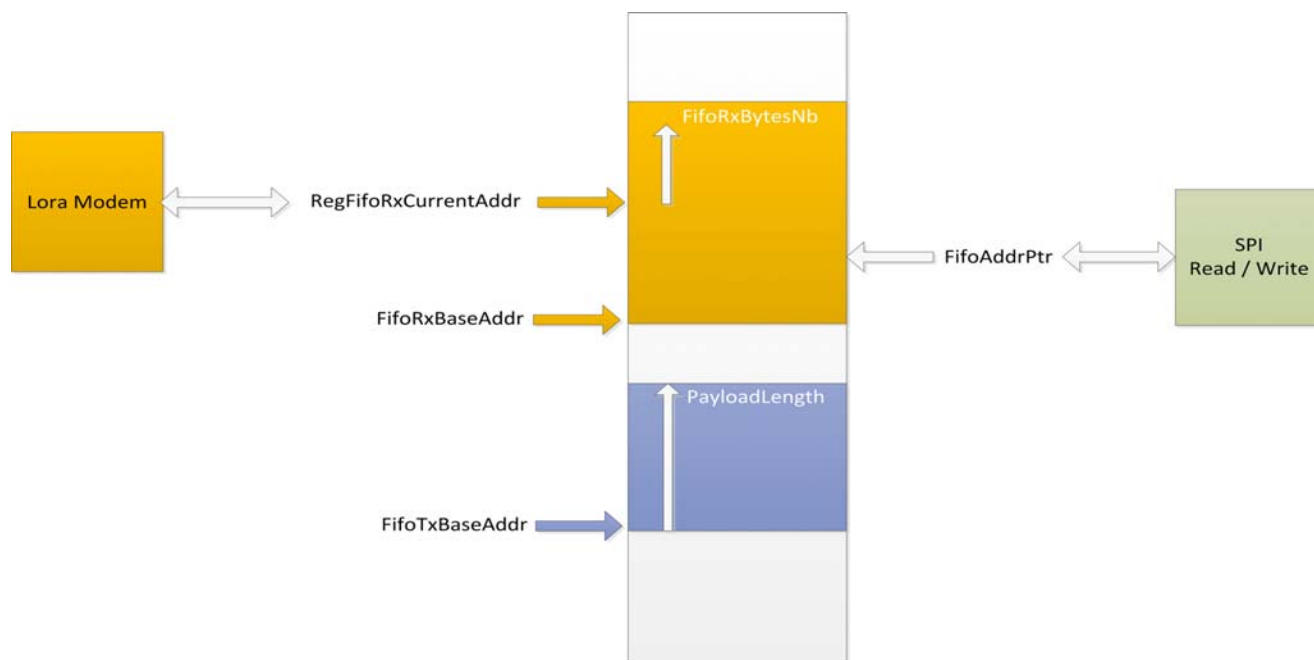 FifoRxBytesNb
Lora Modem
RegFifoRxCurrentAddr
SPI
Read / Write
FifoAddrPtr
FifoRxBaseAddr
PayloadLength
FifoTxBaseAddr